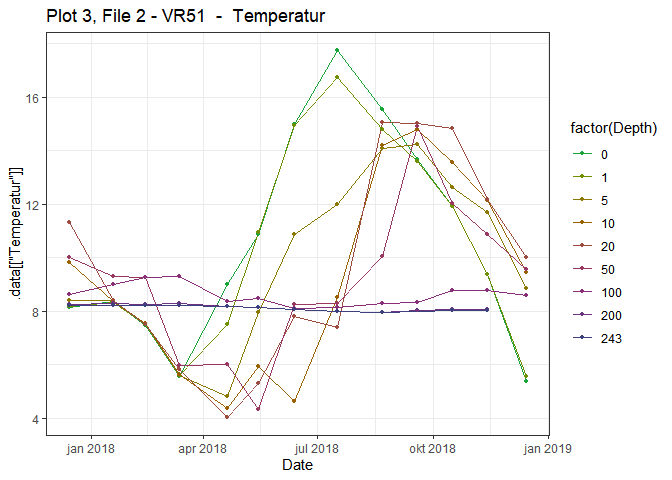 Plot 3, File 2 - VR51  -  Temperatur
.data[["Temperatur"]]
16
12
8
4
jan 2018
apr 2018
jul 2018
okt 2018
jan 2019
Date
factor(Depth)
0
1
5
10
20
50
100
200
243